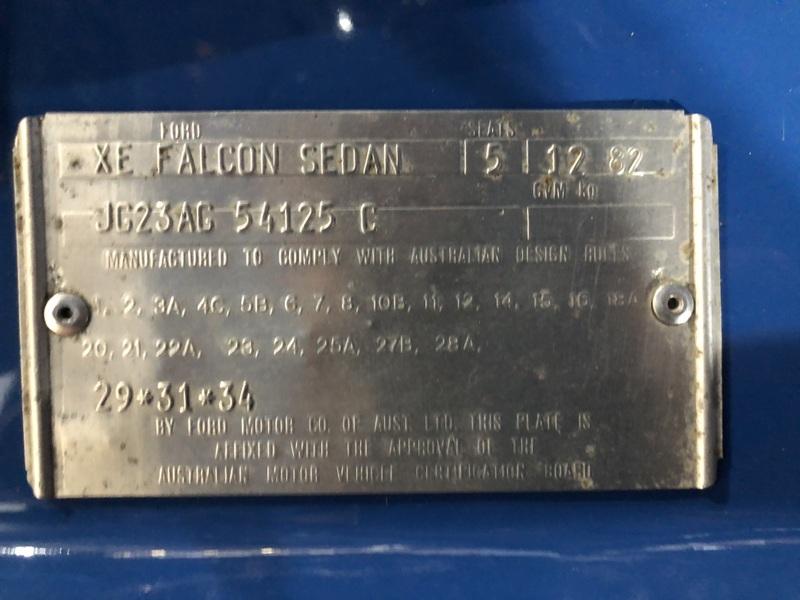 FORD SEATS
XE FALCON SEDAN 5 12 82
GVM KG
JG23AC 54125 C
MANUFACTURED TO COMPLY WITH AUSTRALIAN DESIGN RULES
1, 2, 3A, 4C, 5B, 6, 7, 8, 10B, 11, 12, 14, 15, 16, 18A
20, 21, 22A, 23, 24, 25A, 27B, 28A,
29*31*34
BY FORD MOTOR CO. OF AUST. LTD. THIS PLATE IS
AFFIXED WITH THE APPROVAL OF THE
AUSTRALIAN MOTOR VEHICLE CERTIFICATION BOARD